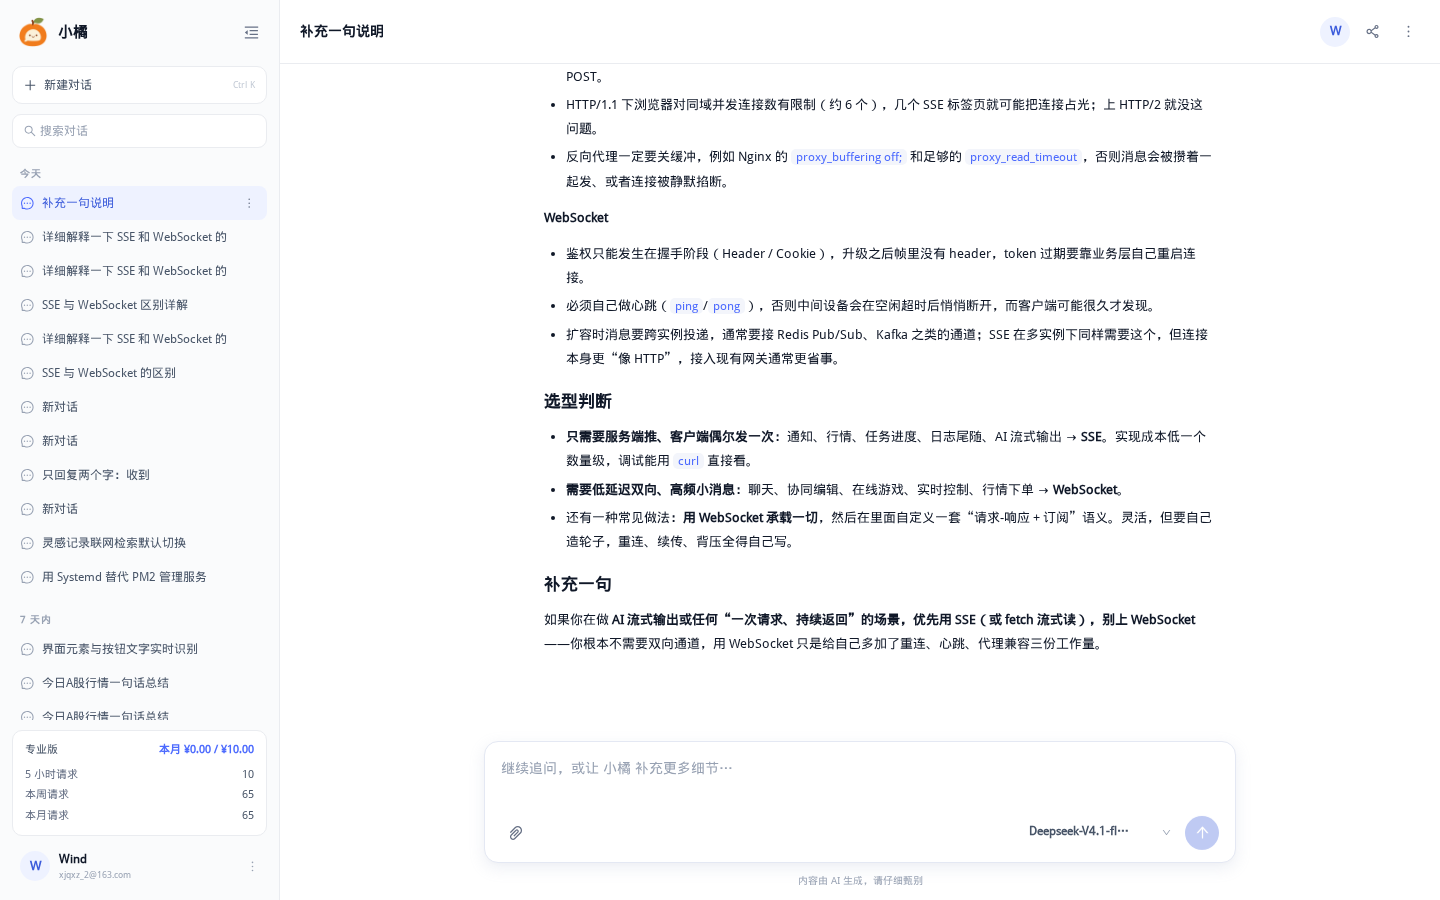 小橘
新建对话
Ctrl K
搜索对话
今天
补充一句说明
详细解释一下 SSE 和 WebSocket 的
详细解释一下 SSE 和 WebSocket 的
SSE 与 WebSocket 区别详解
详细解释一下 SSE 和 WebSocket 的
SSE 与 WebSocket 的区别
新对话
新对话
只回复两个字：收到
新对话
灵感记录联网检索默认切换
用 Systemd 替代 PM2 管理服务
7 天内
界面元素与按钮文字实时识别
今日A股行情一句话总结
今日A股行情一句话总结
专业版
本月 ¥0.00 / ¥10.00
5 小时请求
10
本周请求
65
本月请求
65
W
Wind
xjqxz_2@163.com
补充一句说明
W
POST。
HTTP/1.1 下浏览器对同域并发连接数有限制（约 6 个），几个 SSE 标签页就可能把连接占光；上 HTTP/2 就没这
问题。
反向代理一定要关缓冲，例如 Nginx 的 proxy_buffering off; 和足够的 proxy_read_timeout，否则消息会被攒着一
起发、或者连接被静默掐断。
WebSocket
鉴权只能发生在握手阶段（Header / Cookie），升级之后帧里没有 header，token 过期要靠业务层自己重启连
接。
必须自己做心跳（ping/pong），否则中间设备会在空闲超时后悄悄断开，而客户端可能很久才发现。
扩容时消息要跨实例投递，通常要接 Redis Pub/Sub、Kafka 之类的通道；SSE 在多实例下同样需要这个，但连接
本身更“像 HTTP”，接入现有网关通常更省事。
选型判断
只需要服务端推、客户端偶尔发一次：通知、行情、任务进度、日志尾随、AI 流式输出 → SSE。实现成本低一个
数量级，调试能用 curl 直接看。
需要低延迟双向、高频小消息：聊天、协同编辑、在线游戏、实时控制、行情下单 → WebSocket。
还有一种常见做法：用 WebSocket 承载一切，然后在里面自定义一套“请求-响应 + 订阅”语义。灵活，但要自己
造轮子，重连、续传、背压全得自己写。
补充一句
如果你在做 AI 流式输出或任何“一次请求、持续返回”的场景，优先用 SSE（或 fetch 流式读），别上 WebSocket
——你根本不需要双向通道，用 WebSocket 只是给自己多加了重连、心跳、代理兼容三份工作量。
继续追问，或让 小橘 补充更多细节…
Deepseek-V4.1-fl…
内容由 AI 生成，请仔细甄别